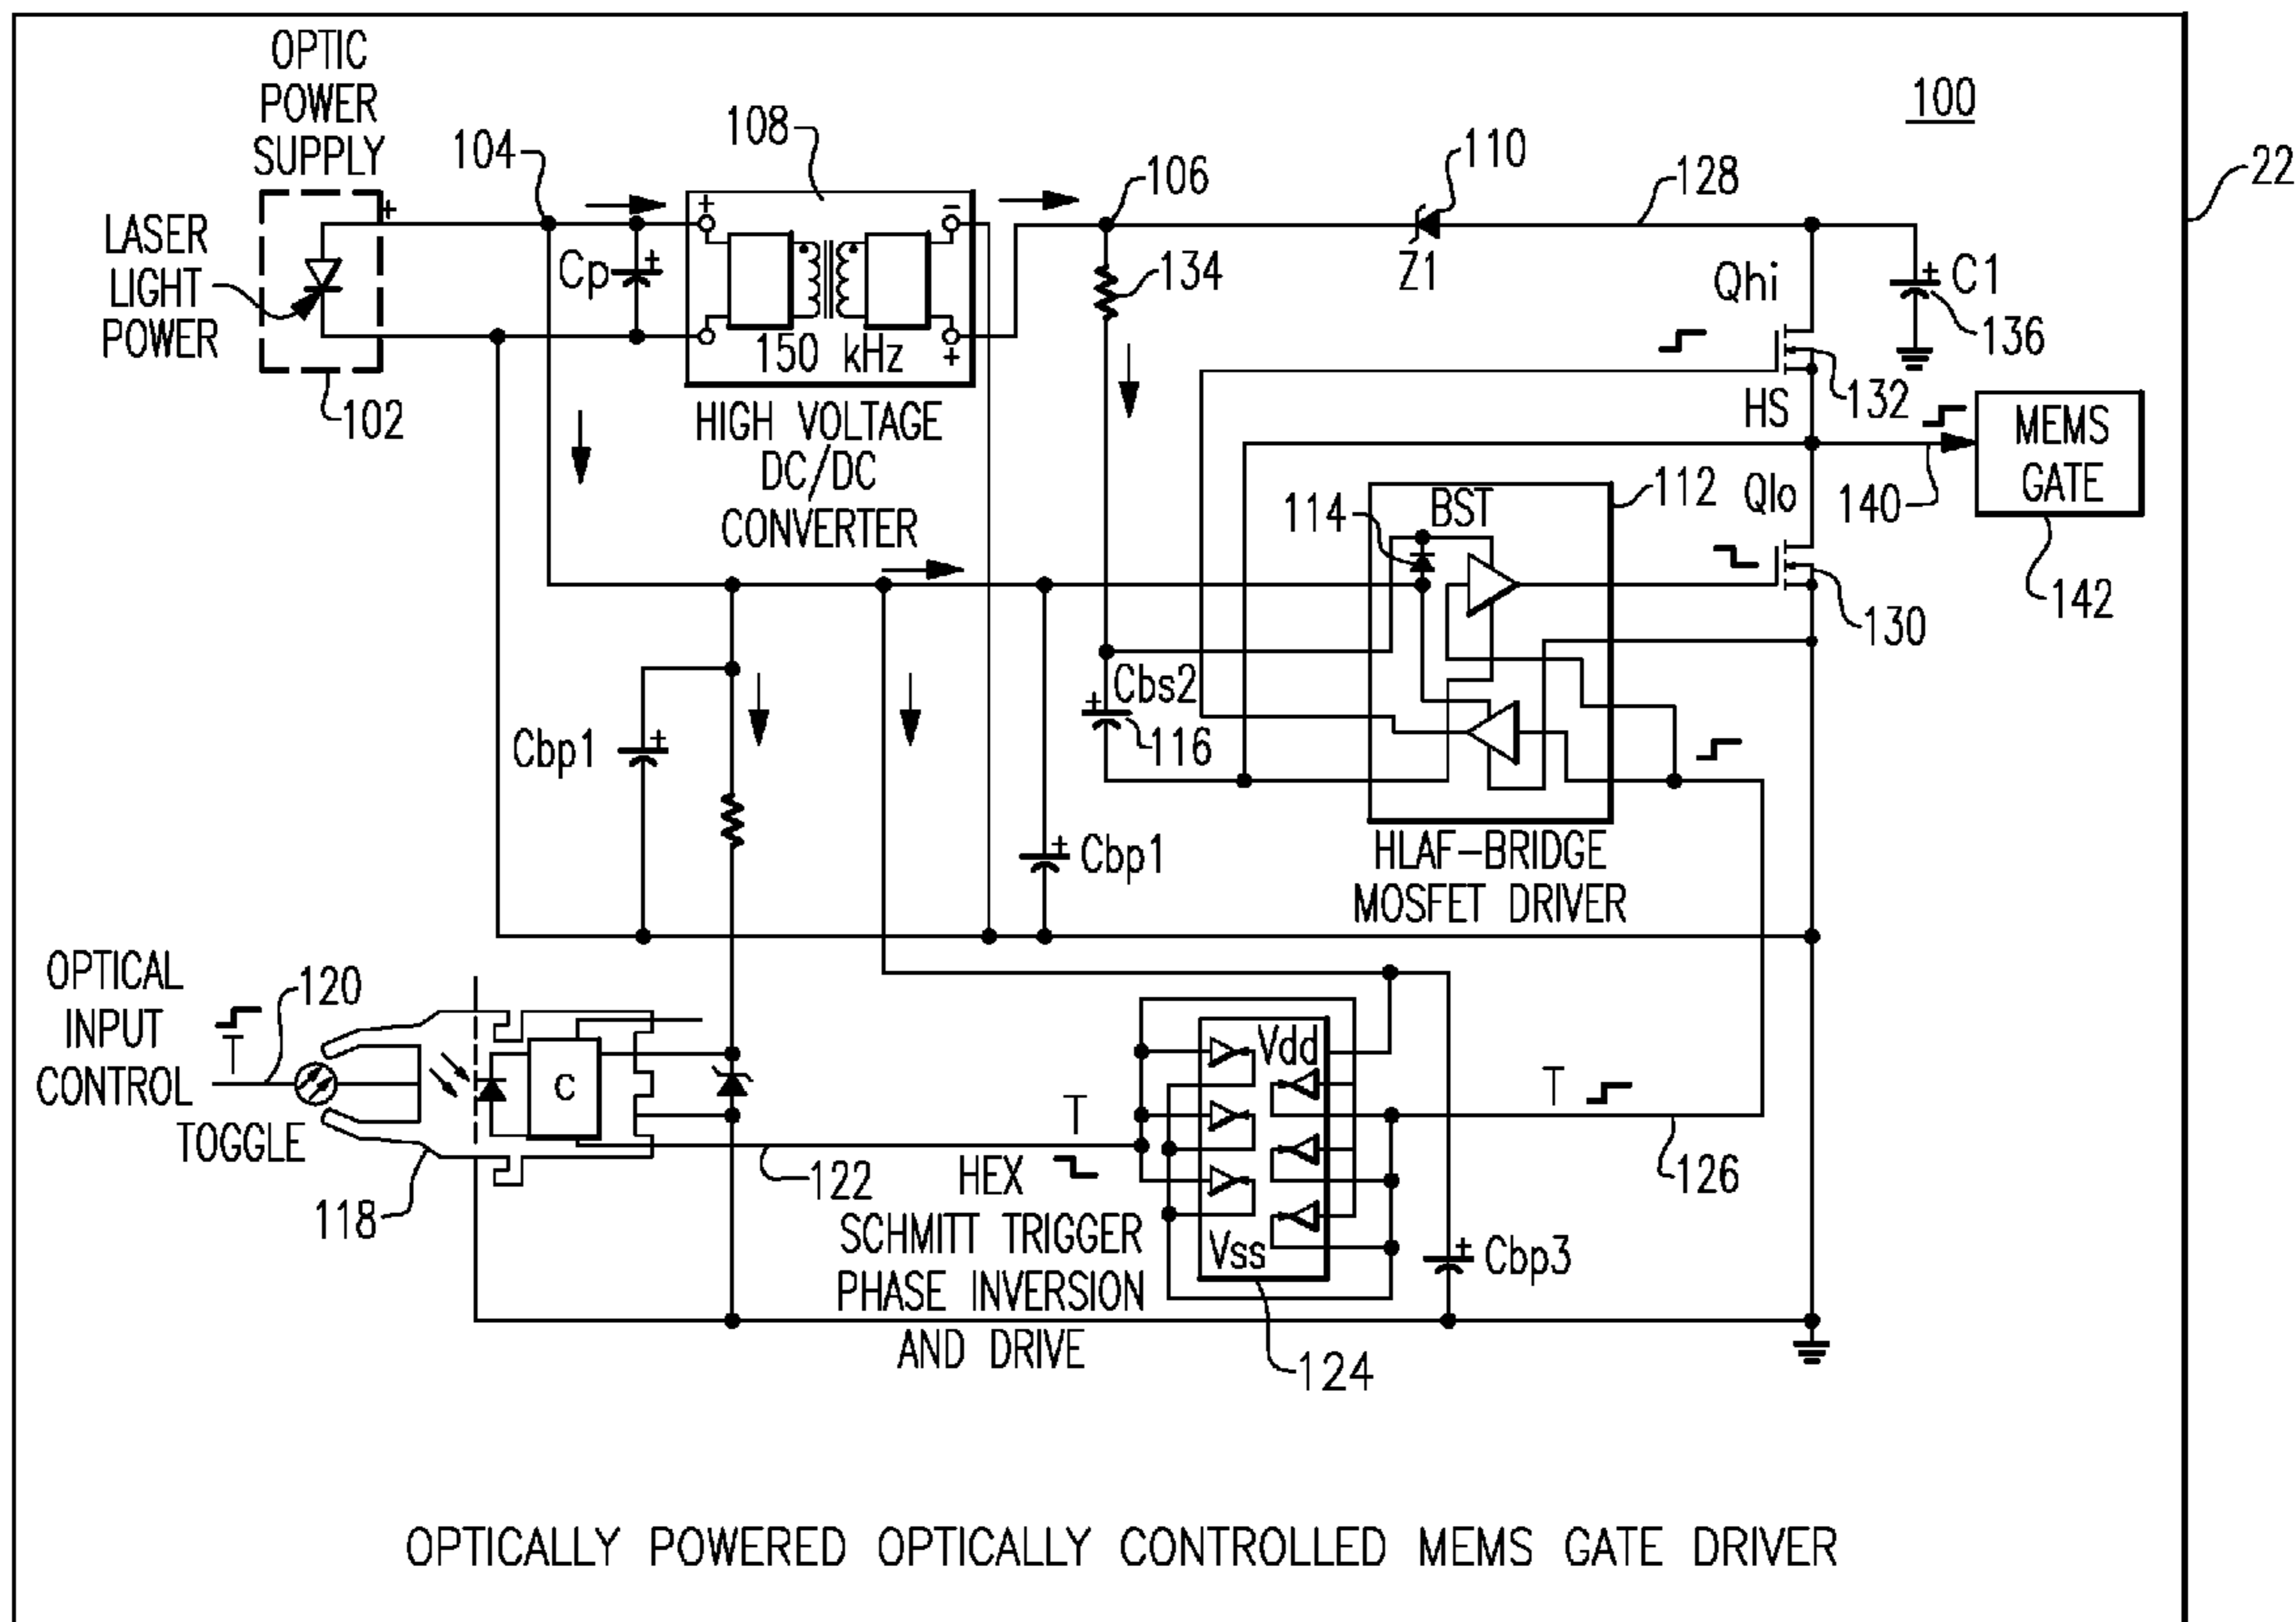 OPTIC
POWER
SUPPLY
LASER
LIGHT
POWER
+
102
104
108
Cp
+
+
−
+
150 kHz
HIGH VOLTAGE
DC/DC
CONVERTER
106
134
110
Z1
128
100
22
Qhi
+
C1
136
132
HS
MEMS
GATE
142
140
Qlo
130
112
114
BST
HLAF-BRIDGE
MOSFET DRIVER
Cbs2
+
116
Cbp1
+
+
Cbp1
OPTICAL
INPUT
CONTROL
TOGGLE
T
120
118
C
122
T
HEX
SCHMITT TRIGGER
PHASE INVERSION
AND DRIVE
Vdd
Vss
124
T
126
+
Cbp3
OPTICALLY POWERED OPTICALLY CONTROLLED MEMS GATE DRIVER